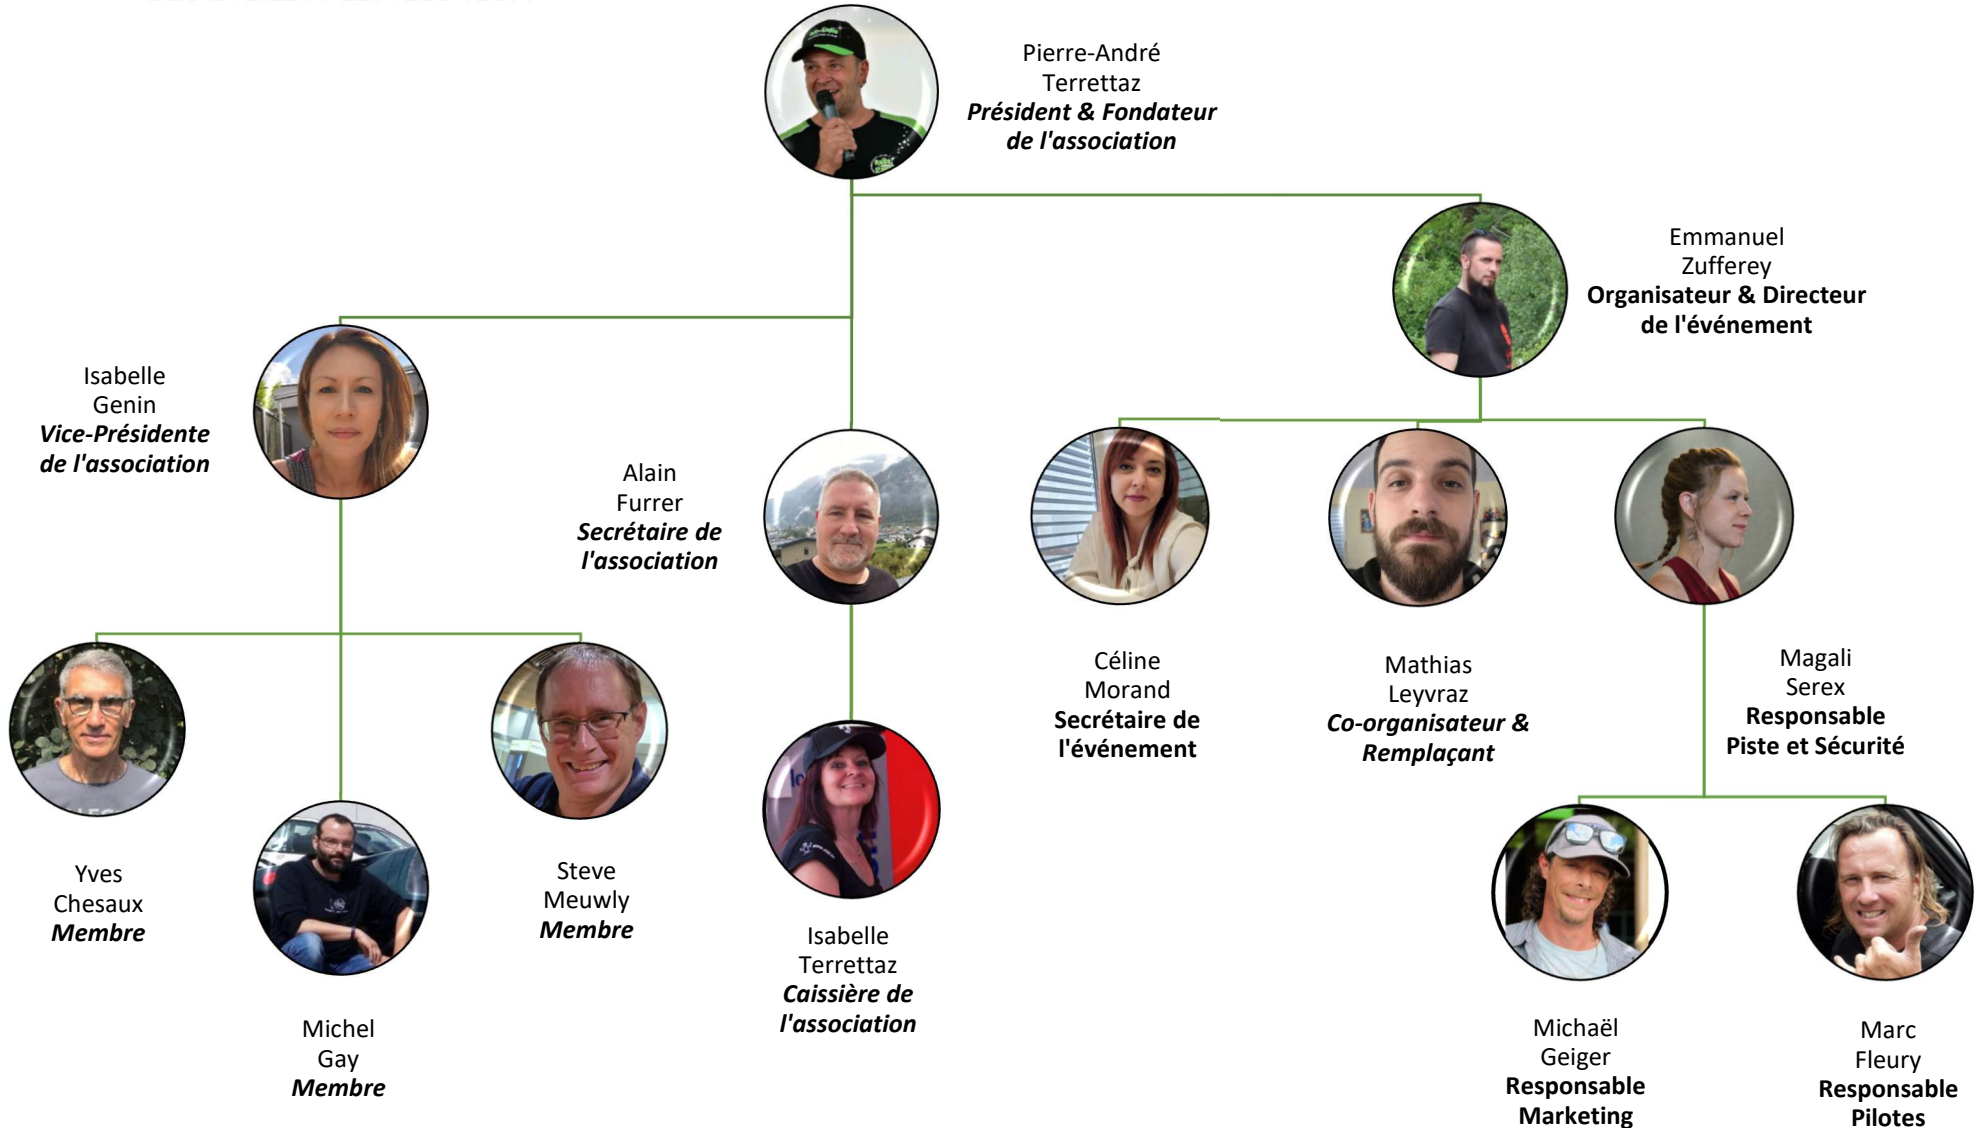 Pierre-André
Terrettaz
Président & Fondateur
de l'association
Emmanuel
Zufferey
Organisateur & Directeur
de l'événement
Isabelle
Genin
Vice-Présidente
de l'association
Alain
Furrer
Secrétaire de
l'association
Céline
Morand
Secrétaire de
l'événement
Mathias
Leyvraz
Co-organisateur &
Remplaçant
Magali
Serex
Responsable
Piste et Sécurité
Yves
Chesaux
Membre
Michel
Gay
Membre
Steve
Meuwly
Membre
Isabelle
Terrettaz
Caissière de
l'association
Michaël
Geiger
Responsable
Marketing
Marc
Fleury
Responsable
Pilotes